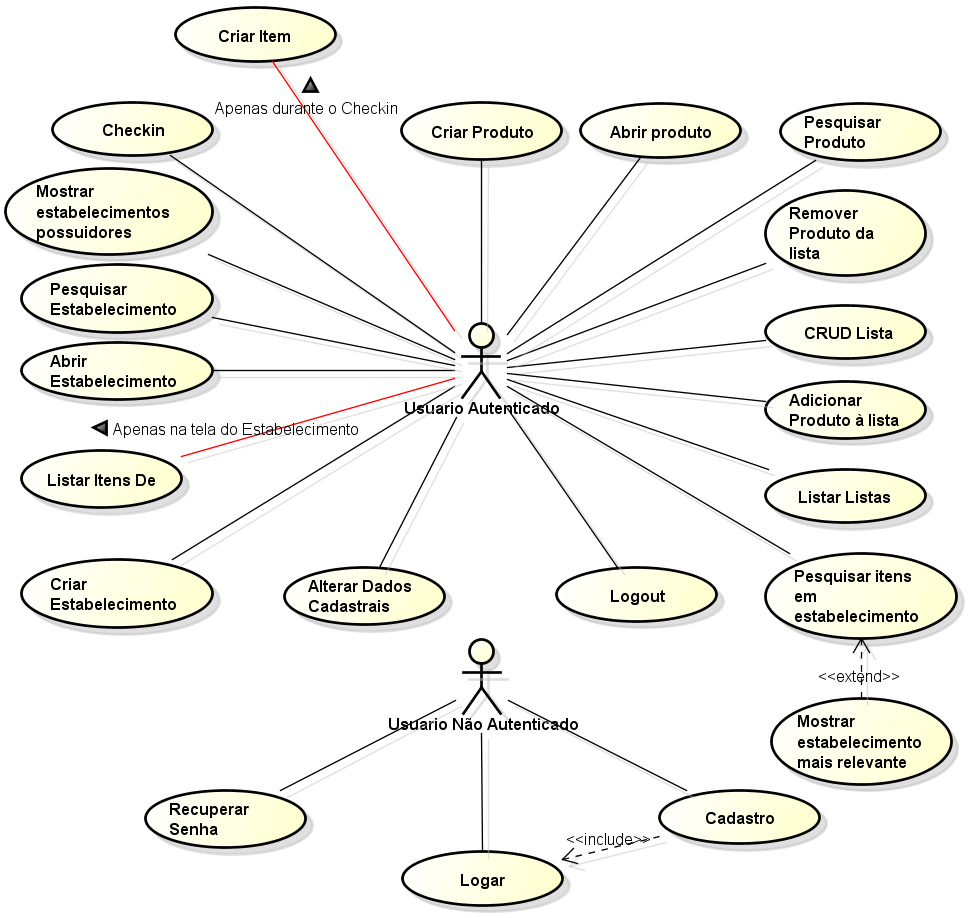 Criar Item
Apenas durante o Checkin
Checkin
Criar Produto
Abrir produto
Pesquisar
Produto
Mostrar
estabelecimentos
possuidores
Remover
Produto da
lista
Pesquisar
Estabelecimento
CRUD Lista
Abrir
Estabelecimento
Usuario Autenticado
Adicionar
Produto à lista
Apenas na tela do Estabelecimento
Listar Itens De
Listar Listas
Criar
Estabelecimento
Alterar Dados
Cadastrais
Logout
Pesquisar itens
em
estabelecimento
<<extend>>
Usuario Não Autenticado
Mostrar
estabelecimento
mais relevante
Recuperar
Senha
Cadastro
<<include>>
Logar